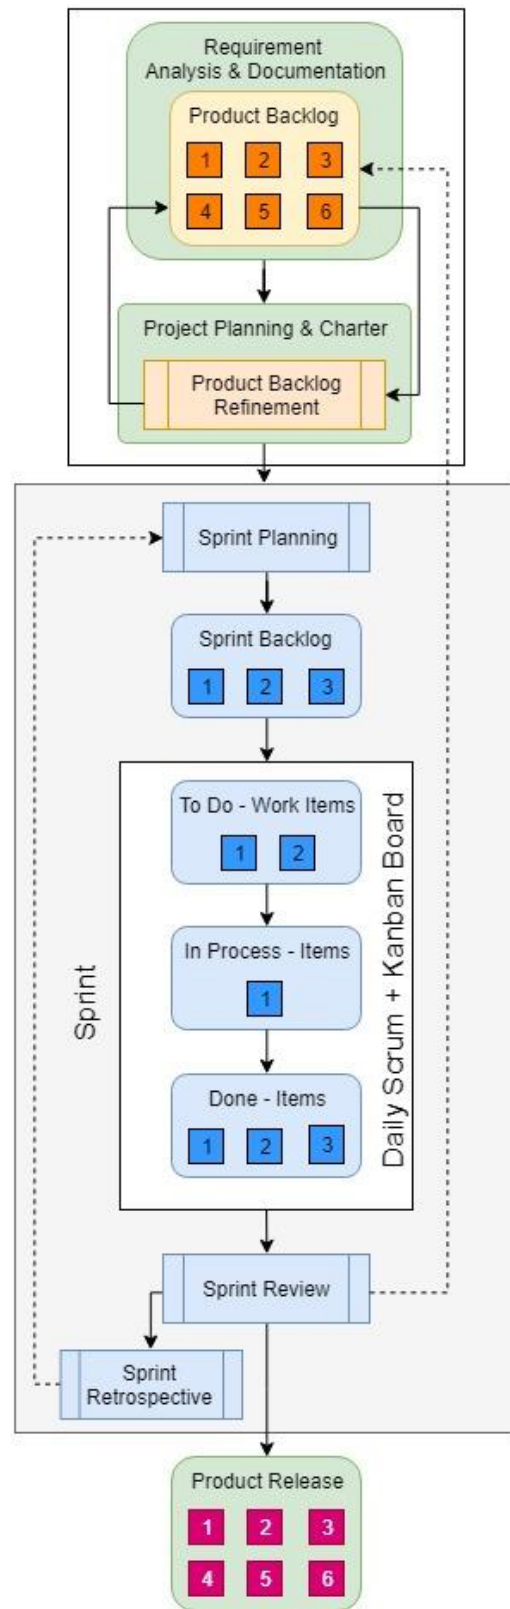 Requirement
Analysis & Documentation
Product Backlog
1 2 3
4 5 6
Project Planning & Charter
Product Backlog
Refinement
Sprint Planning
Sprint Backlog
1 2 3
Sprint
Daily Scrum + Kanban Board
To Do - Work Items
1 2
In Process - Items
1
Done - Items
1 2 3
Sprint Review
Sprint
Retrospective
Product Release
1 2 3
4 5 6